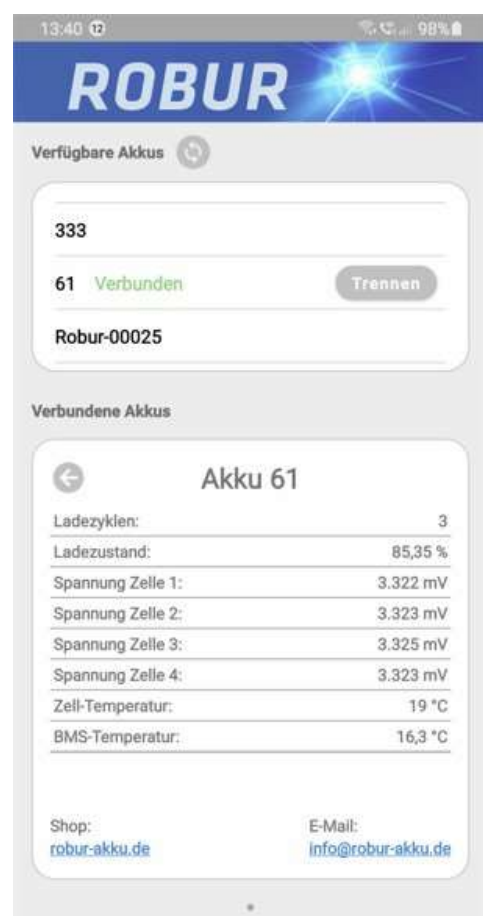 13:40 12 98%
ROBUR
Verfügbare Akkus
333
61 Verbunden Trennen
Robur-00025
Verbundene Akkus
Akku 61
Ladezyklen: 3
Ladezustand: 85,35 %
Spannung Zelle 1: 3.322 mV
Spannung Zelle 2: 3.323 mV
Spannung Zelle 3: 3.325 mV
Spannung Zelle 4: 3.323 mV
Zell-Temperatur: 19 °C
BMS-Temperatur: 16,3 °C
Shop: E-Mail:
robur-akku.de info@robur-akku.de